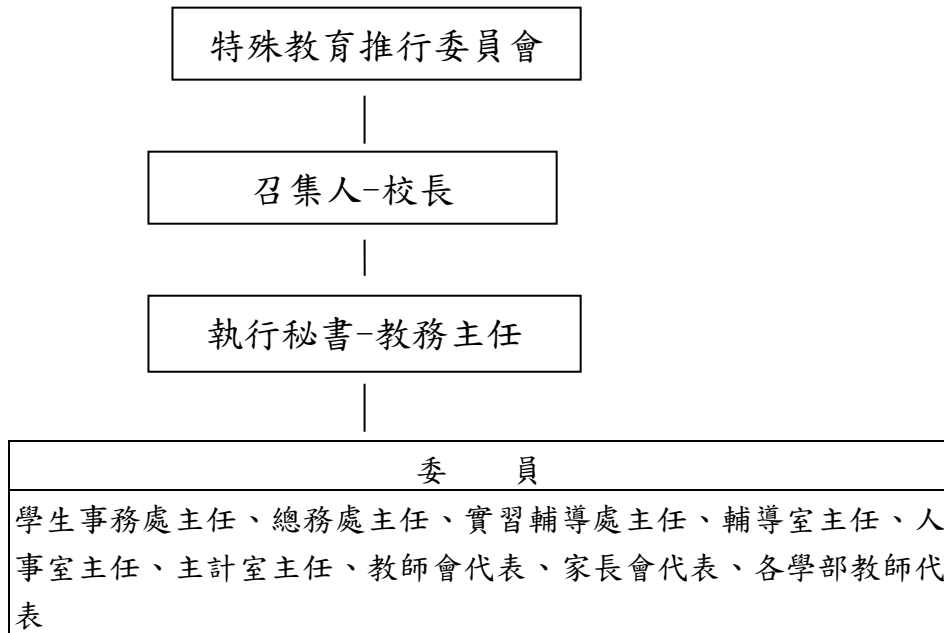 特殊教育推行委員會
召集人-校長
執行秘書-教務主任
委　　員
學生事務處主任、總務處主任、實習輔導處主任、輔導室主任、人
事室主任、主計室主任、教師會代表、家長會代表、各學部教師代
表